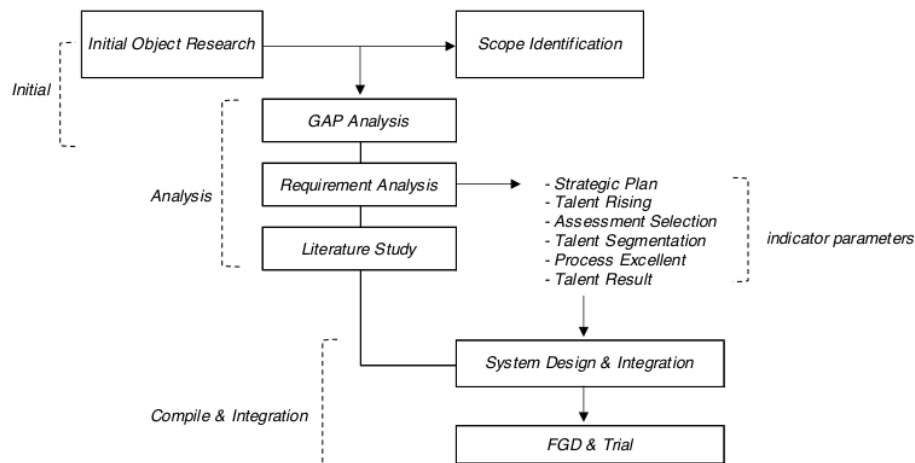 Initial Object Research
Scope Identification
Initial
GAP Analysis
Analysis
Requirement Analysis
Literature Study
- Strategic Plan
- Talent Rising
- Assessment Selection
- Talent Segmentation
- Process Excellent
- Talent Result
indicator parameters
System Design & Integration
Compile & Integration
FGD & Trial